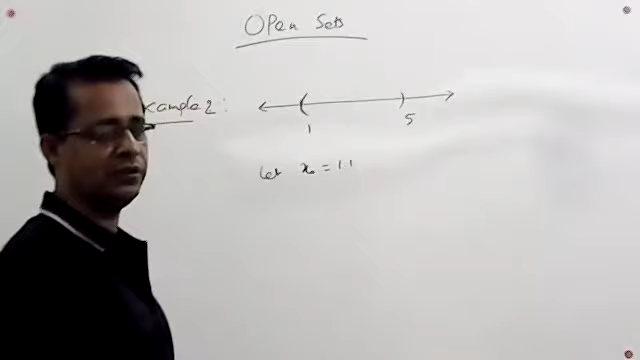 Open Sets
xample 2 :
( )
1 5
let x₀ = 1.1